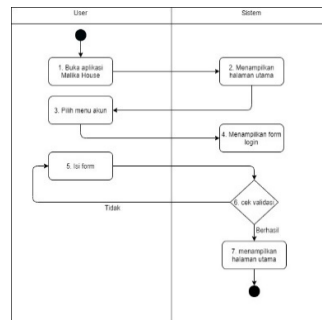 User
Sistem
1. Buka aplikasi
Malika House
2. Menampilkan
halaman utama
3. Pilih menu akun
4. Menampilkan form
login
5. Isi form
6. cek validasi
Tidak
Berhasil
7. menampilkan
halaman utama